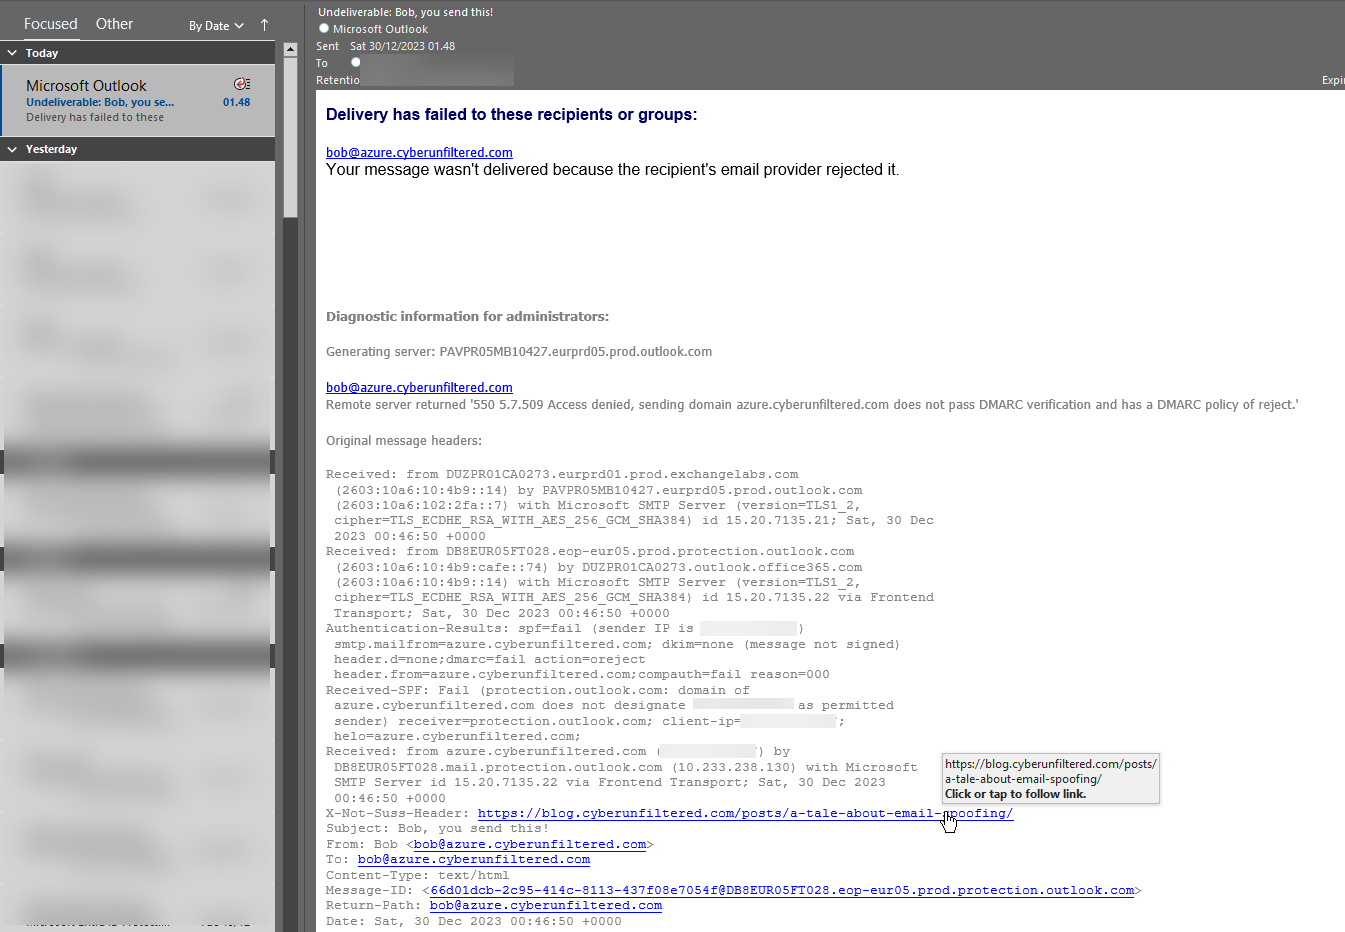 Focused Other By Date
Today
Microsoft Outlook
Undeliverable: Bob, you se... 01.48
Delivery has failed to these
Yesterday
Undeliverable: Bob, you send this!
Microsoft Outlook
Sent Sat 30/12/2023 01.48
To
Retentio
Expir
Delivery has failed to these recipients or groups:
bob@azure.cyberunfiltered.com
Your message wasn't delivered because the recipient's email provider rejected it.
Diagnostic information for administrators:
Generating server: PAVPR05MB10427.eurprd05.prod.outlook.com
bob@azure.cyberunfiltered.com
Remote server returned '550 5.7.509 Access denied, sending domain azure.cyberunfiltered.com does not pass DMARC verification and has a DMARC policy of reject.'
Original message headers:
Received: from DUZPR01CA0273.eurprd01.prod.exchangelabs.com
(2603:10a6:10:4b9::14) by PAVPR05MB10427.eurprd05.prod.outlook.com
(2603:10a6:102:2fa::7) with Microsoft SMTP Server (version=TLS1_2,
cipher=TLS_ECDHE_RSA_WITH_AES_256_GCM_SHA384) id 15.20.7135.21; Sat, 30 Dec
2023 00:46:50 +0000
Received: from DB8EUR05FT028.eop-eur05.prod.protection.outlook.com
(2603:10a6:10:4b9:cafe::74) by DUZPR01CA0273.outlook.office365.com
(2603:10a6:10:4b9::14) with Microsoft SMTP Server (version=TLS1_2,
cipher=TLS_ECDHE_RSA_WITH_AES_256_GCM_SHA384) id 15.20.7135.22 via Frontend
Transport; Sat, 30 Dec 2023 00:46:50 +0000
Authentication-Results: spf=fail (sender IP is )
smtp.mailfrom=azure.cyberunfiltered.com; dkim=none (message not signed)
header.d=none;dmarc=fail action=oreject
header.from=azure.cyberunfiltered.com;compauth=fail reason=000
Received-SPF: Fail (protection.outlook.com: domain of
azure.cyberunfiltered.com does not designate as permitted
sender) receiver=protection.outlook.com; client-ip= ;
helo=azure.cyberunfiltered.com;
Received: from azure.cyberunfiltered.com ( ) by
DB8EUR05FT028.mail.protection.outlook.com (10.233.238.130) with Microsoft
SMTP Server id 15.20.7135.22 via Frontend Transport; Sat, 30 Dec 2023
00:46:50 +0000
https://blog.cyberunfiltered.com/posts/
a-tale-about-email-spoofing/
Click or tap to follow link.
X-Not-Suss-Header: https://blog.cyberunfiltered.com/posts/a-tale-about-email-spoofing/
Subject: Bob, you send this!
From: Bob <bob@azure.cyberunfiltered.com>
To: bob@azure.cyberunfiltered.com
Content-Type: text/html
Message-ID: <66d01dcb-2c95-414c-8113-437f08e7054f@DB8EUR05FT028.eop-eur05.prod.protection.outlook.com>
Return-Path: bob@azure.cyberunfiltered.com
Date: Sat, 30 Dec 2023 00:46:50 +0000